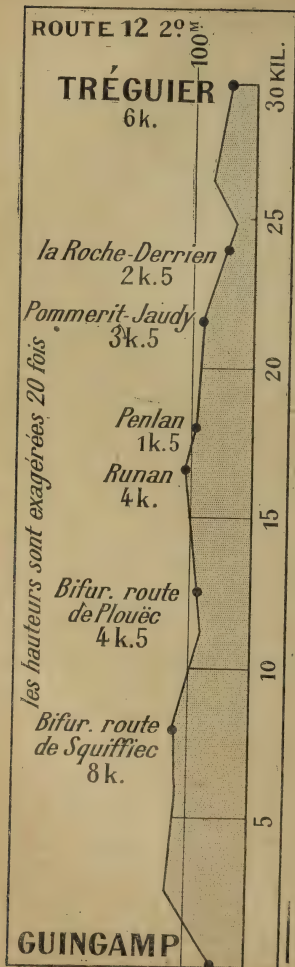 ROUTE 12 2º
100ᴹ
30 KIL.
TRÉGUIER
6k.
25
la Roche-Derrien
2k.5
Pommerit-Jaudy
3k.5
20
les hauteurs sont exagérées 20 fois
Penlan
1k.5
Runan
4k.
15
Bifur. route
de Plouëc
4k.5
10
Bifur. route
de Squiffiec
8k.
5
GUINGAMP